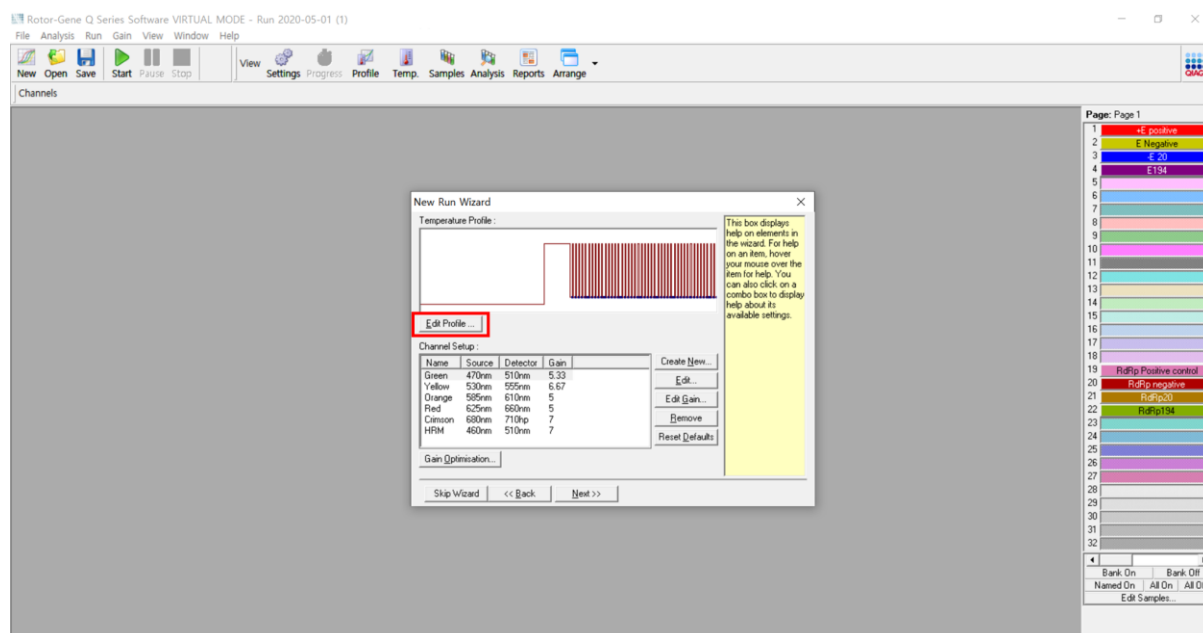 Rotor-Gene Q Series Software VIRTUAL MODE - Run 2020-05-01 (1)
File Analysis Run Gain View Window Help
New Open Save Start Pause Stop View Settings Progress Profile Temp. Samples Analysis Reports Arrange
Channels
Page: Page 1
1 +E positive
2 E Negative
3 -E 20
4 E194
5
6
7
8
9
10
11
12
13
14
15
16
17
18
19 RdRp Positive control
20 RdRp negative
21 RdRp20
22 RdRp194
23
24
25
26
27
28
29
30
31
32
Bank On Bank Off
Named On All On
Edit Samples...
New Run Wizard
Temperature Profile :
Edit Profile ...
Channel Setup :
Name Source Detector Gain
Green 470nm 510nm 5.33
Yellow 530nm 555nm 6.67
Orange 585nm 610nm 5
Red 625nm 660nm 5
Crimson 680nm 710hp 7
HRM 460nm 510nm 7
Create New...
Edit...
Edit Gain...
Remove
Reset Defaults
Gain Optimisation...
Skip Wizard << Back Next >>
This box displays
help on elements in
the wizard. For help
on an item, hover
your mouse over the
item for help. You
can also click on a
combo box to display
help about its
available settings.